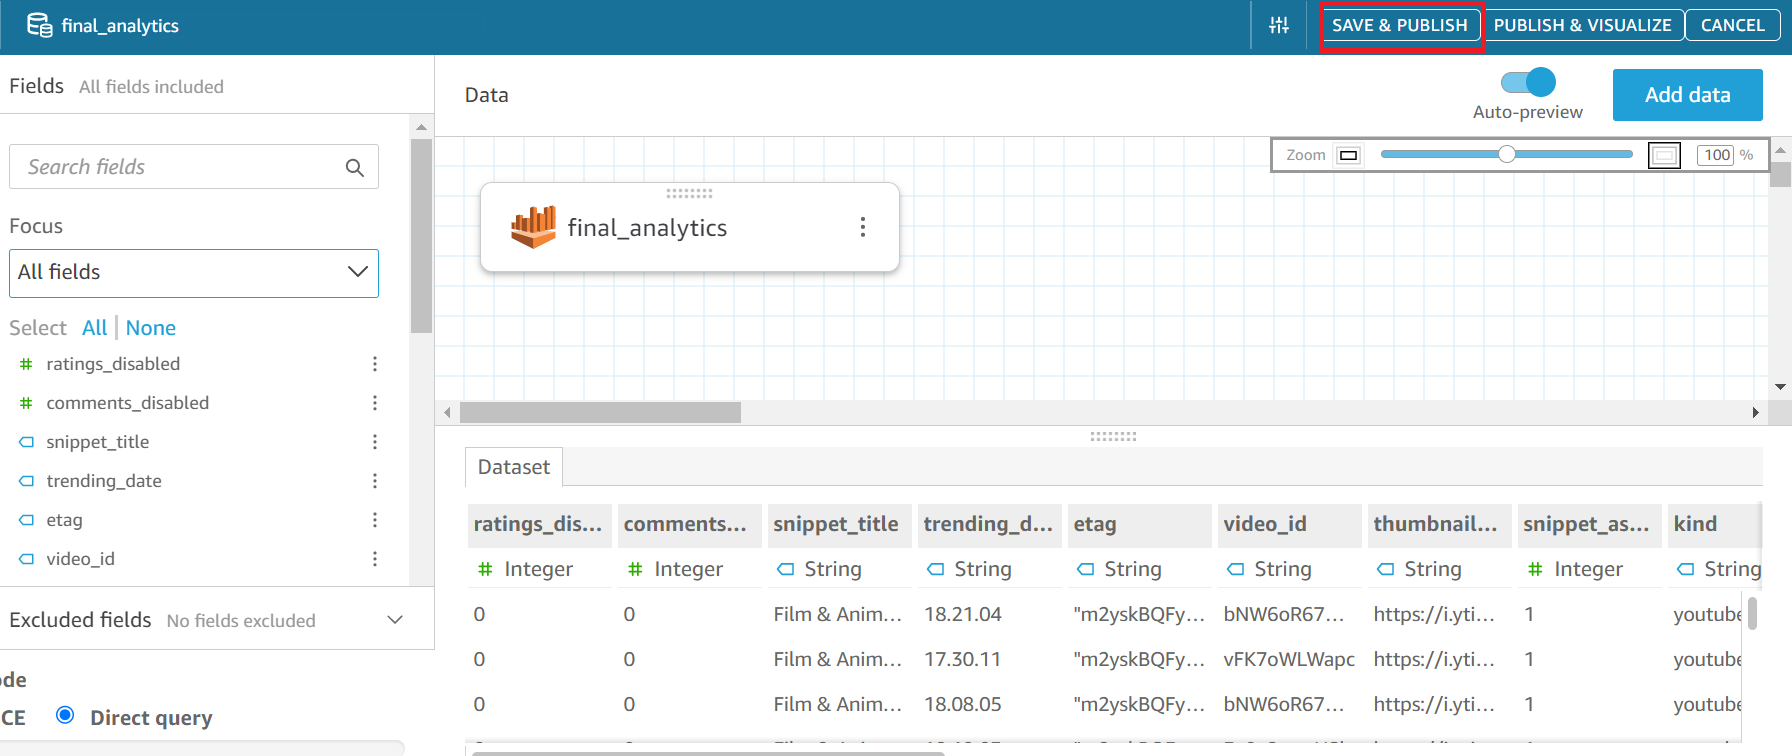 final_analytics
SAVE & PUBLISH
PUBLISH & VISUALIZE
CANCEL
Fields All fields included
Search fields
Focus
All fields
Select All None
ratings_disabled
comments_disabled
snippet_title
trending_date
etag
video_id
Excluded fields No fields excluded
ode
CE Direct query
Data
Auto-preview
Add data
Zoom 100 %
final_analytics
Dataset
ratings_dis... comments... snippet_title trending_d... etag video_id thumbnail... snippet_as... kind
Integer Integer String String String String String Integer String
0 0 Film & Anim... 18.21.04 "m2yskBQFy... bNW6oR67... https://i.yti... 1 youtube
0 0 Film & Anim... 17.30.11 "m2yskBQFy... vFK7oWLWapc https://i.yti... 1 youtube
0 0 Film & Anim... 18.08.05 "m2yskBQFy... bNW6oR67... https://i.yti... 1 youtube